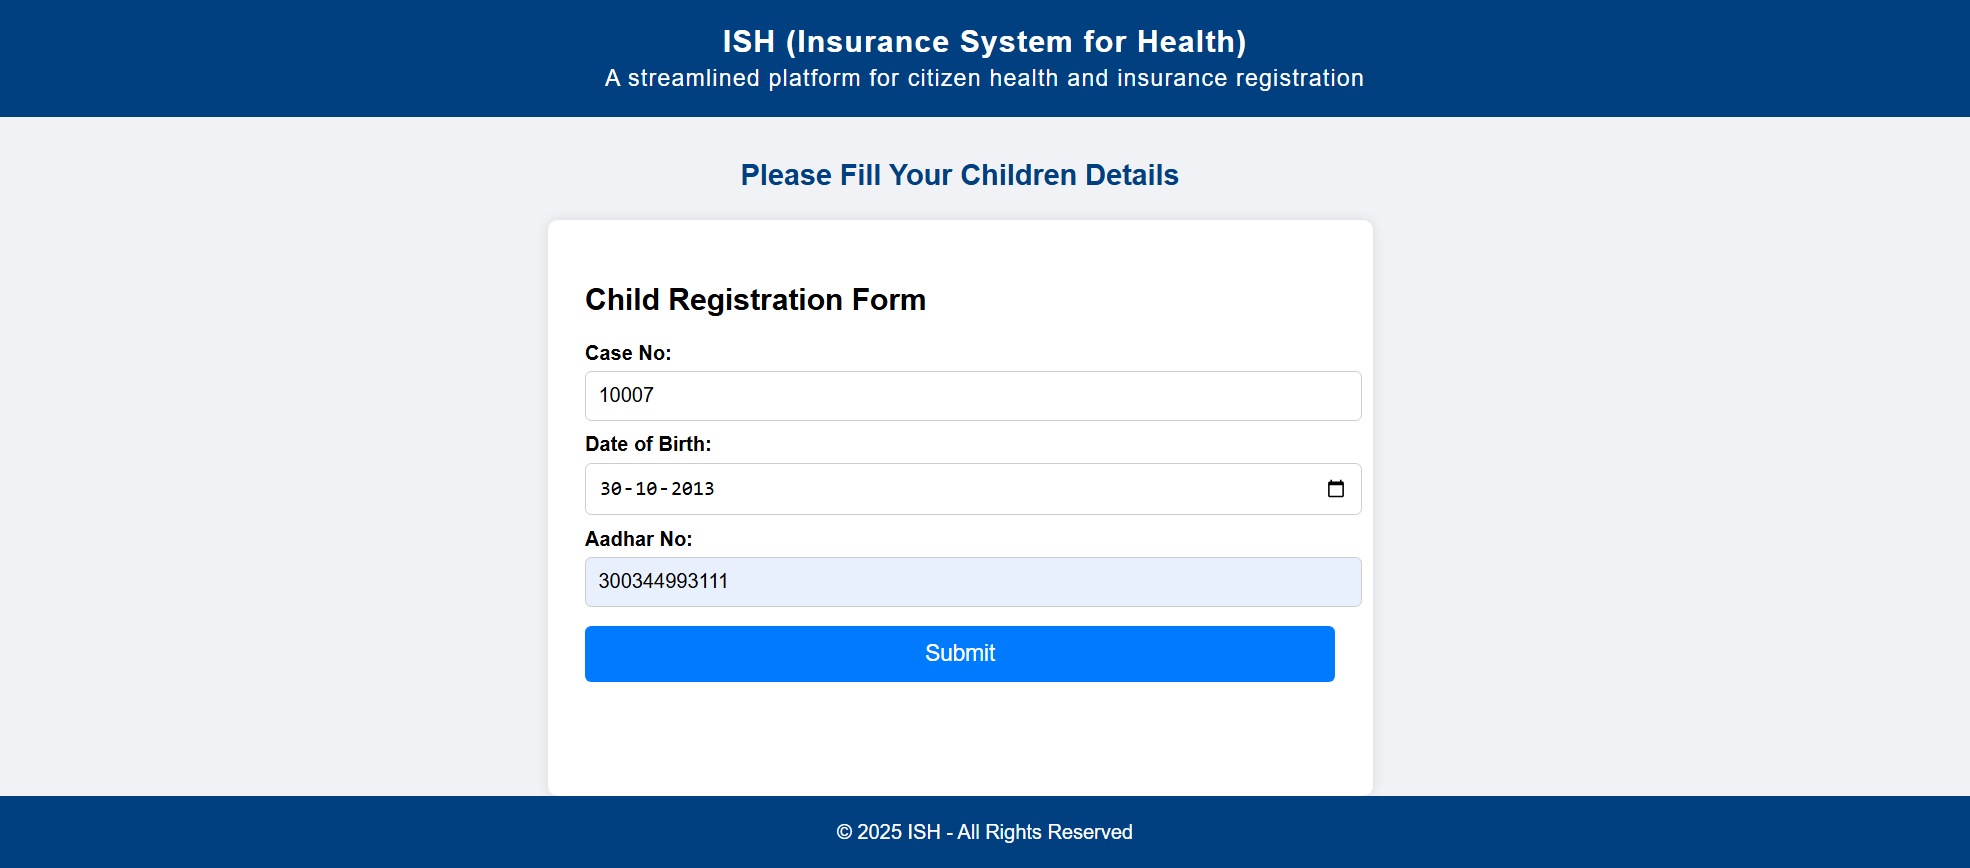 ISH (Insurance System for Health)
A streamlined platform for citizen health and insurance registration
Please Fill Your Children Details
Child Registration Form
Case No:
10007
Date of Birth:
30-10-2013
Aadhar No:
300344993111
Submit
© 2025 ISH - All Rights Reserved